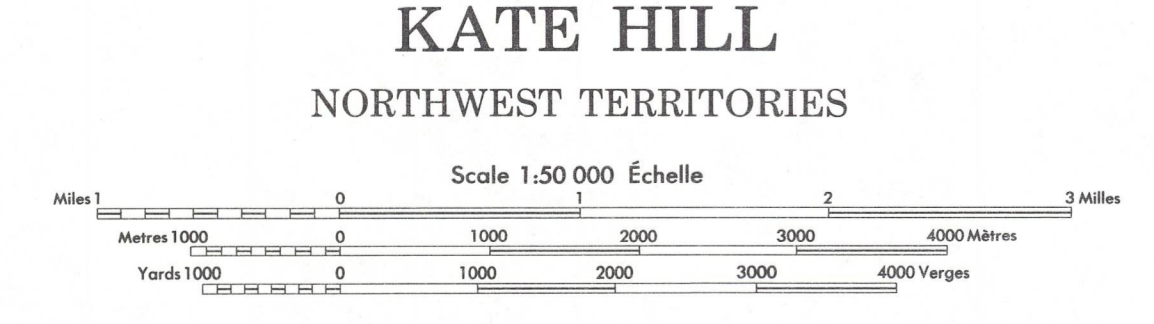 KATE HILL
NORTHWEST TERRITORIES
Scale 1:50 000 Échelle
Miles 1 0 1 2 3 Milles
Metres 1000 0 1000 2000 3000 4000 Mètres
Yards 1000 0 1000 2000 3000 4000 Verges